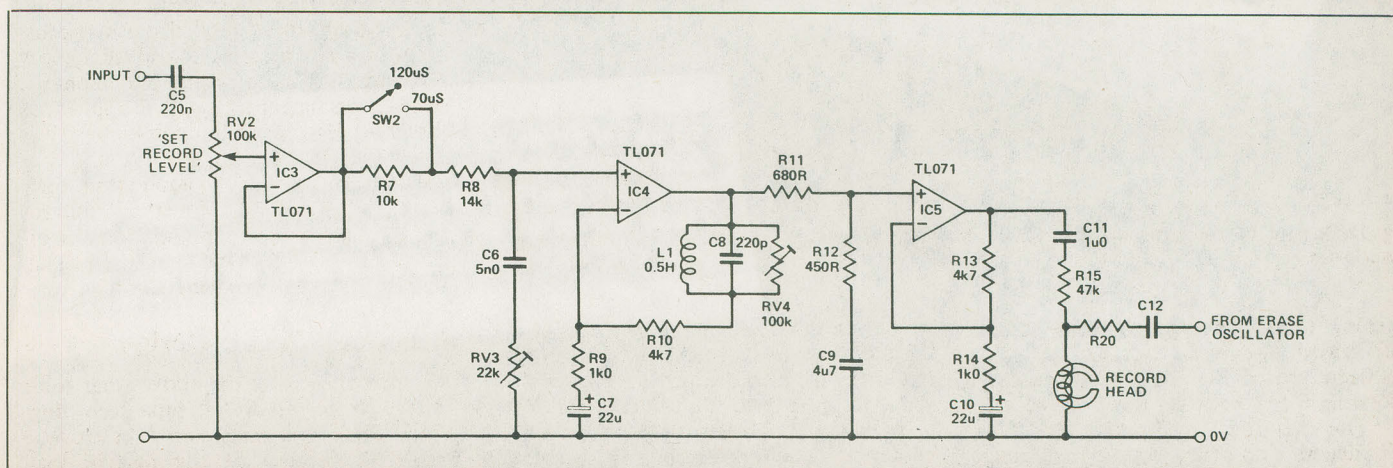 INPUT
C5
220n
RV2
100k
'SET
RECORD
LEVEL'
+
−
IC3
TL071
120uS
70uS
SW2
R7
10k
R8
14k
C6
5n0
RV3
22k
TL071
+
−
IC4
L1
0.5H
C8
220p
RV4
100k
R10
4k7
R9
1k0
+
C7
22u
R11
680R
R12
450R
C9
4u7
TL071
+
−
IC5
R13
4k7
R14
1k0
+
C10
22u
C11
1u0
R15
47k
C12
R20
FROM ERASE
OSCILLATOR
RECORD
HEAD
0V